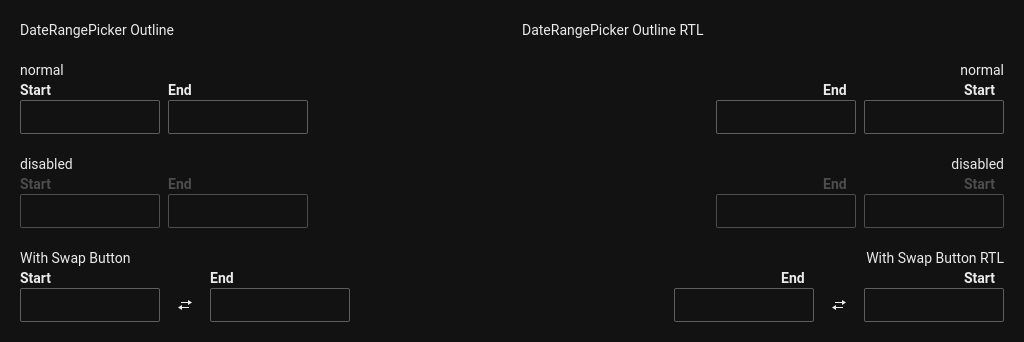 DateRangePicker Outline
normal
Start End
disabled
Start End
With Swap Button
Start End
DateRangePicker Outline RTL
normal
End Start
disabled
End Start
With Swap Button RTL
End Start